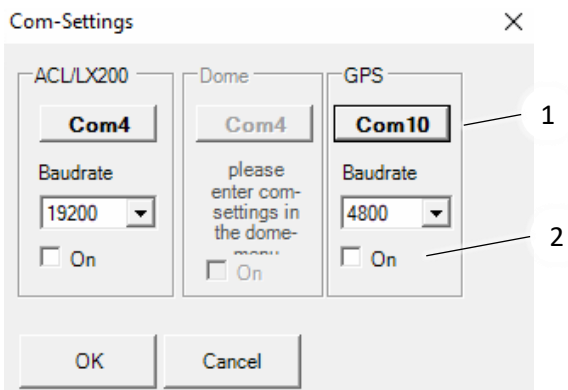 Com-Settings
ACL/LX200
Com4
Baudrate
19200
On
Dome
Com4
please
enter com-
settings in
the dome-
menu
On
GPS
Com10
Baudrate
4800
On
1
2
OK
Cancel